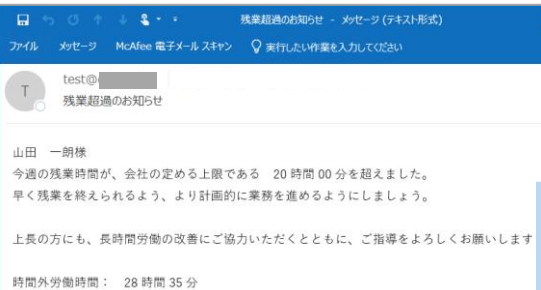 残業超過のお知らせ - メッセージ (テキスト形式)
ファイル メッセージ McAfee 電子メール スキャン 実行したい作業を入力してください
T
test@
残業超過のお知らせ
山田 一朗様
今週の残業時間が、会社の定める上限である 20 時間 00 分を超えました。
早く残業を終えられるよう、より計画的に業務を進めるようにしましょう。
上長の方にも、長時間労働の改善にご協力いただくとともに、ご指導をよろしくお願いします
時間外労働時間： 28 時間 35 分